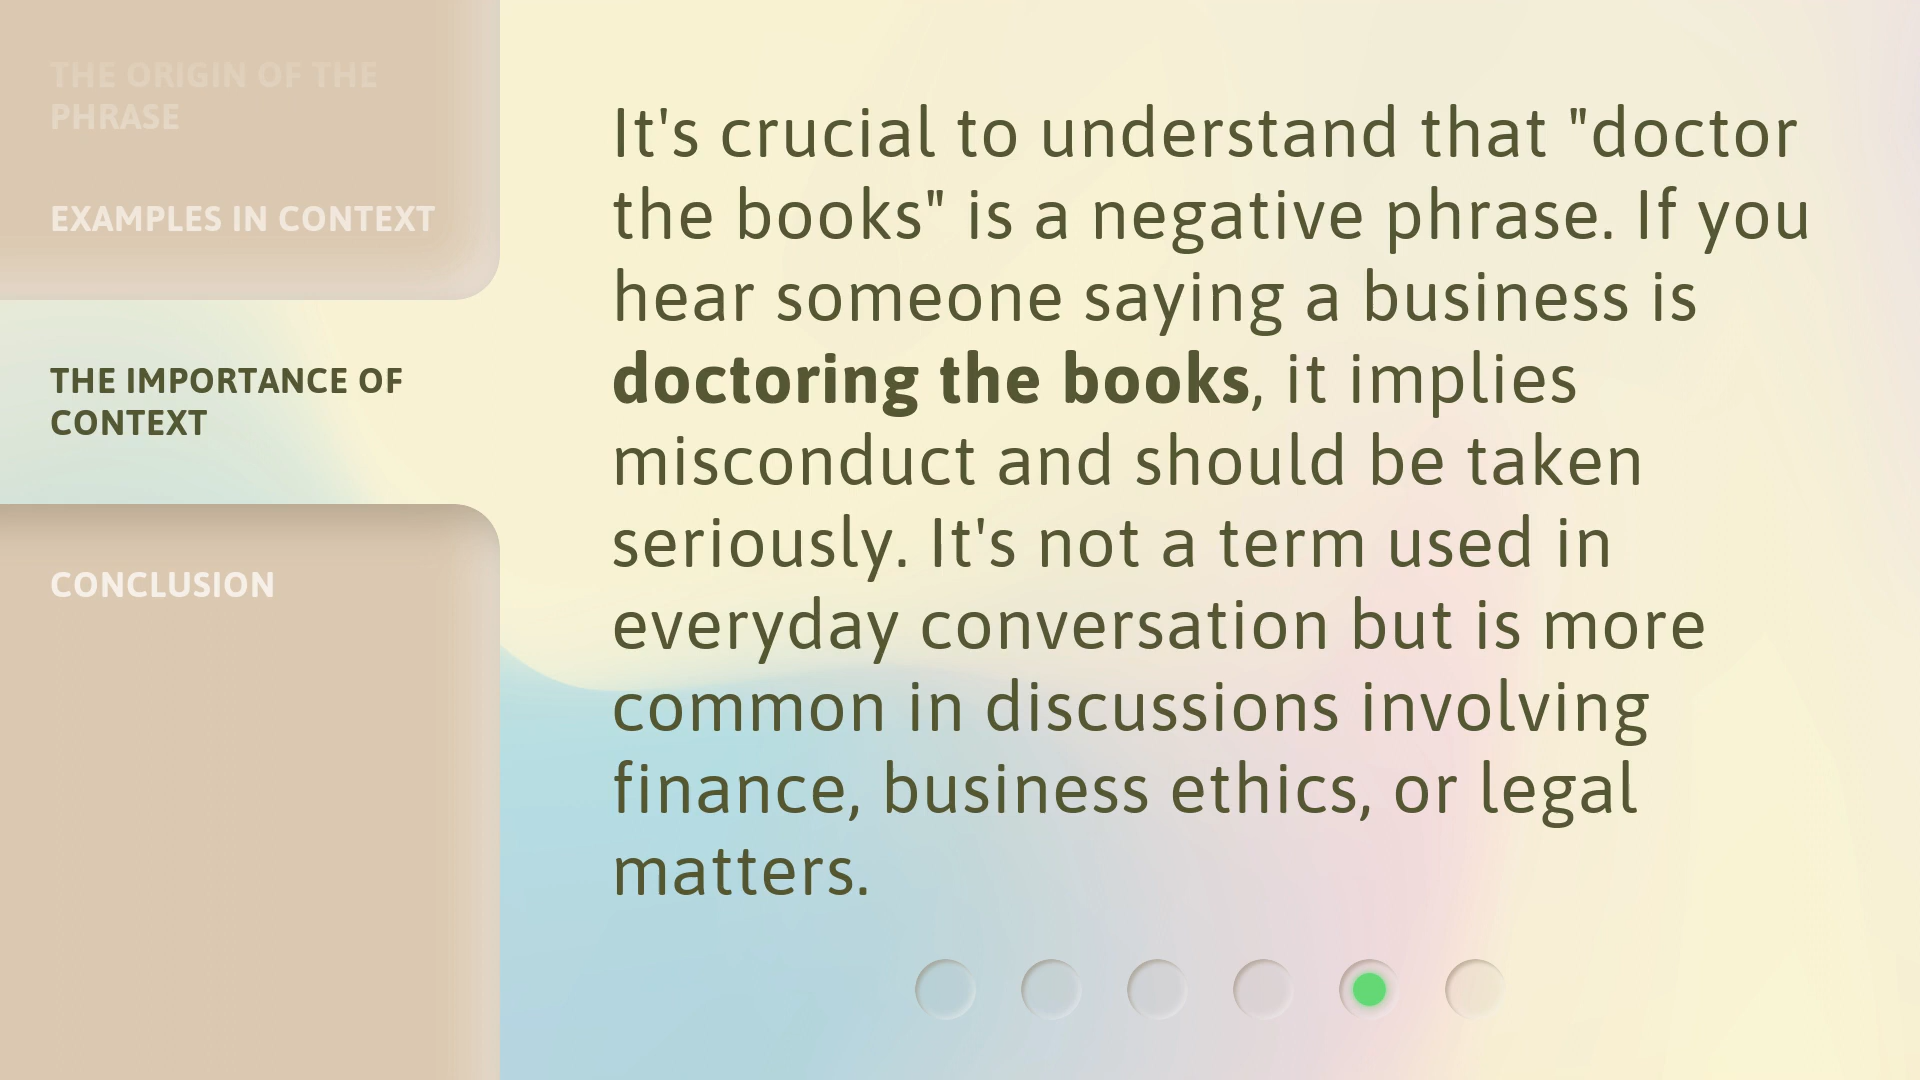 THE ORIGIN OF THE
PHRASE
EXAMPLES IN CONTEXT
THE IMPORTANCE OF
CONTEXT
CONCLUSION
It's crucial to understand that "doctor
the books" is a negative phrase. If you
hear someone saying a business is
doctoring the books, it implies
misconduct and should be taken
seriously. It's not a term used in
everyday conversation but is more
common in discussions involving
finance, business ethics, or legal
matters.